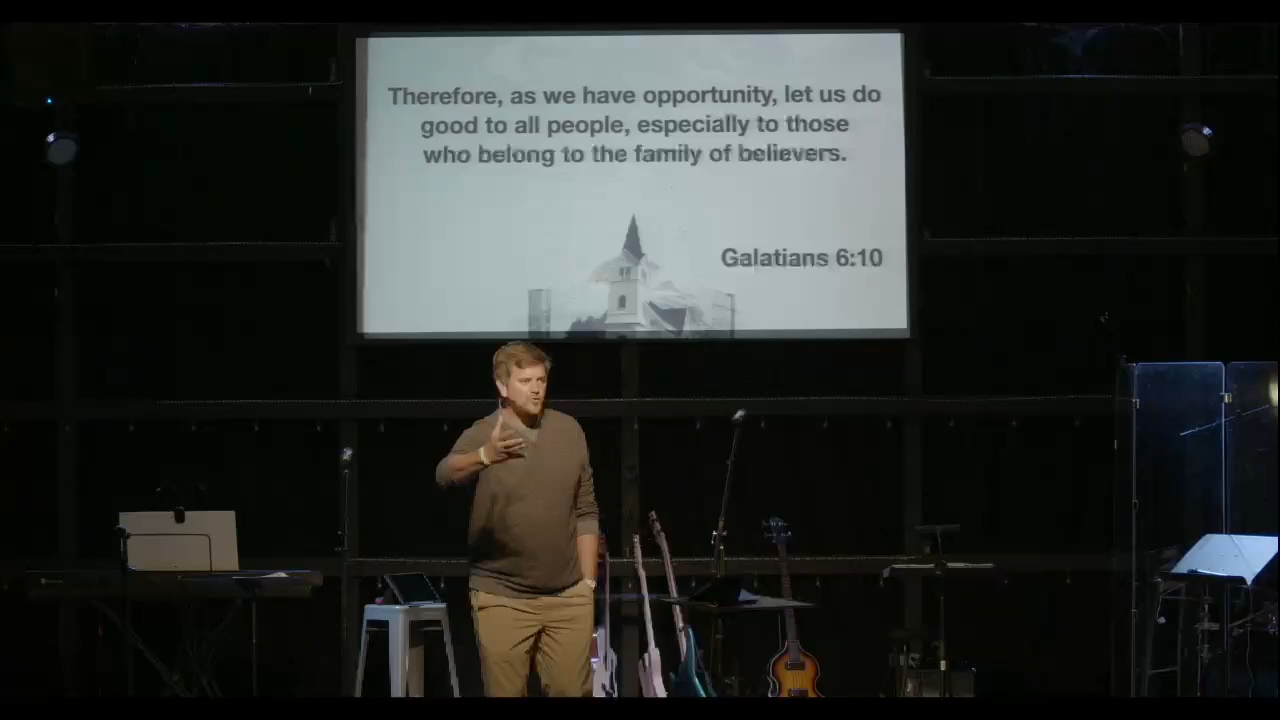 Therefore, as we have opportunity, let us do
good to all people, especially to those
who belong to the family of believers.
Galatians 6:10